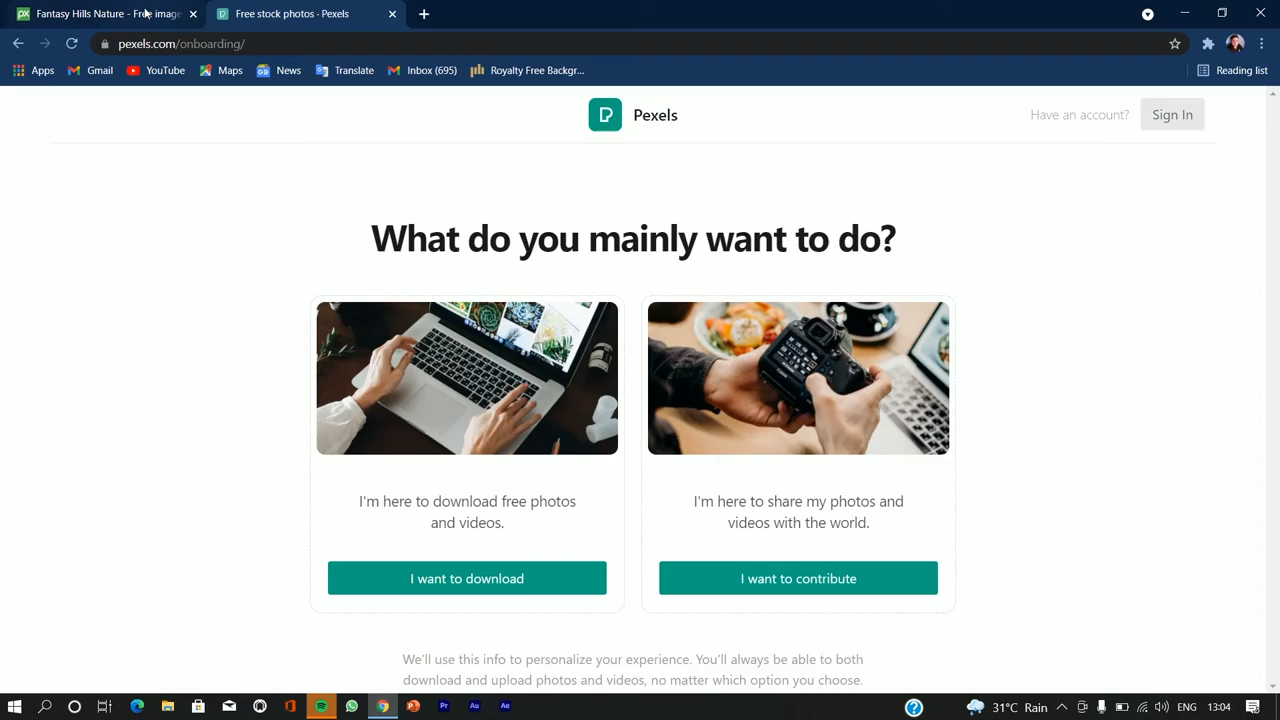 px Fantasy Hills Nature - Free image
Free stock photos - Pexels
pexels.com/onboarding/
Apps Gmail YouTube Maps News Translate Inbox (695) Royalty Free Backgr... Reading list
Pexels
Have an account? Sign In
What do you mainly want to do?
I'm here to download free photos
and videos.
I want to download
I'm here to share my photos and
videos with the world.
I want to contribute
We'll use this info to personalize your experience. You'll always be able to both
download and upload photos and videos, no matter which option you choose.
Pr Au Ae 31°C Rain 13:04